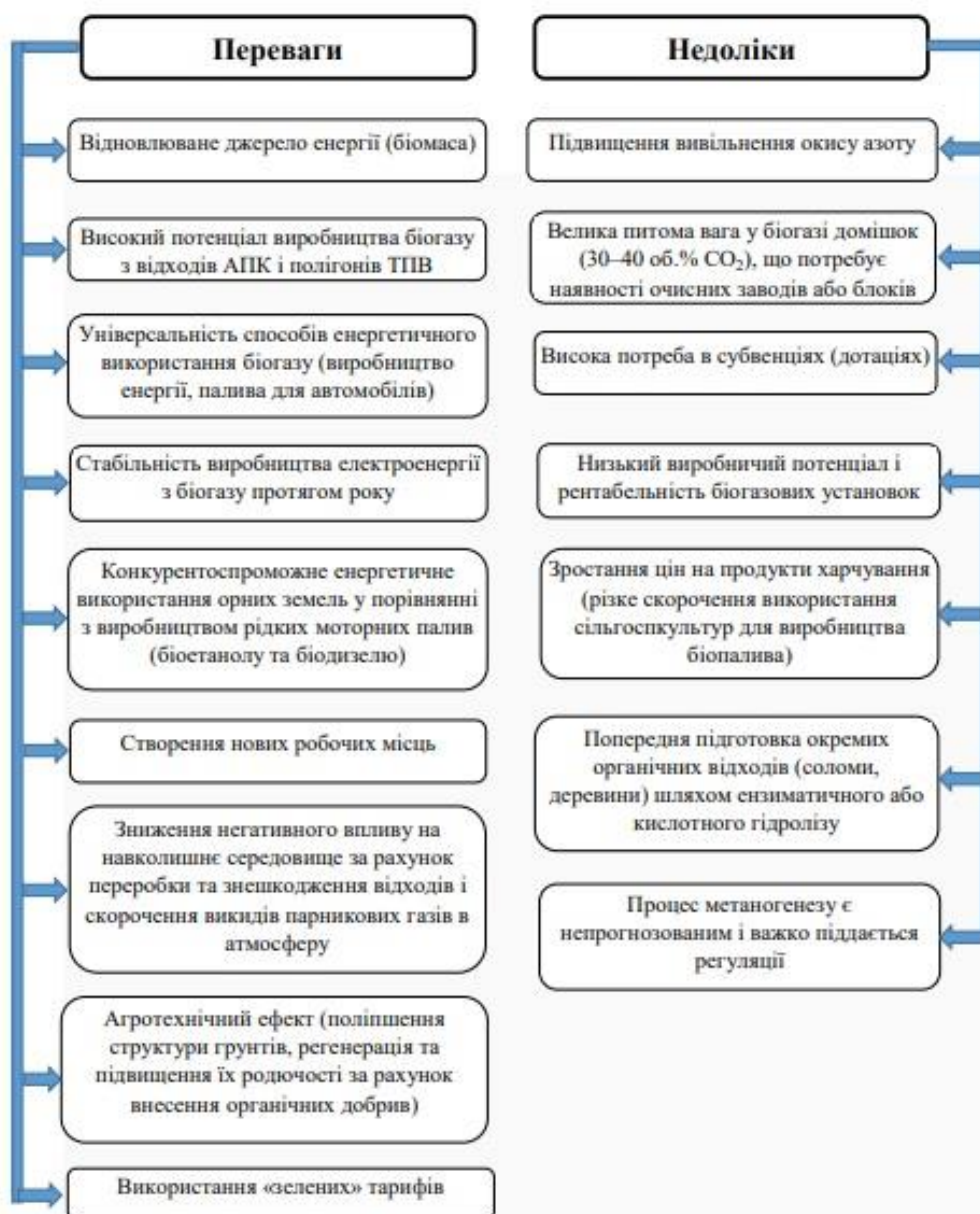 Переваги
Відновлюване джерело енергії (біомаса)
Високий потенціал виробництва біогазу
з відходів АПК і полігонів ТПВ
Універсальність способів енергетичного
використання біогазу (виробництво
енергії, палива для автомобілів)
Стабільність виробництва електроенергії
з біогазу протягом року
Конкурентоспроможне енергетичне
використання орних земель у порівнянні
з виробництвом рідких моторних палив
(біоетанолу та біодизелю)
Створення нових робочих місць
Зниження негативного впливу на
навколишнє середовище за рахунок
переробки та знешкодження відходів і
скорочення викидів парникових газів в
атмосферу
Агротехнічний ефект (поліпшення
структури грунтів, регенерація та
підвищення їх родючості за рахунок
внесення органічних добрив)
Використання «зелених» тарифів
Недоліки
Підвищення вивільнення окису азоту
Велика питома вага у біогазі домішок
(30–40 об.% CO₂), що потребує
наявності очисних заводів або блоків
Висока потреба в субвенціях (дотаціях)
Низький виробничий потенціал і
рентабельність біогазових установок
Зростання цін на продукти харчування
(різке скорочення використання
сільгоспкультур для виробництва
біопалива)
Попередня підготовка окремих
органічних відходів (соломи,
деревини) шляхом ензиматичного або
кислотного гідролізу
Процес метаногенезу є
непрогнозованим і важко піддається
регуляції